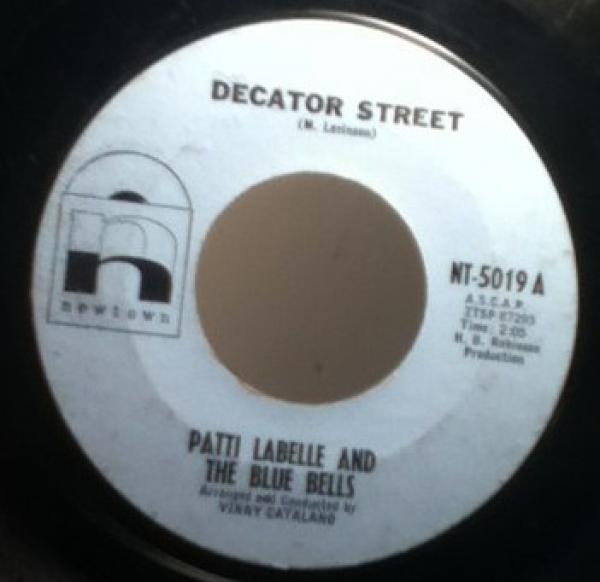 DECATOR STREET
(M. Levinson)
n
newtown
NT-5019 A
A.S.C.A.P.
ZTSP 87295
Time: 2:05
H. B. Robinson
Production
PATTI LABELLE AND
THE BLUE BELLS
Arranged and Conducted by
VINNY CATALANO